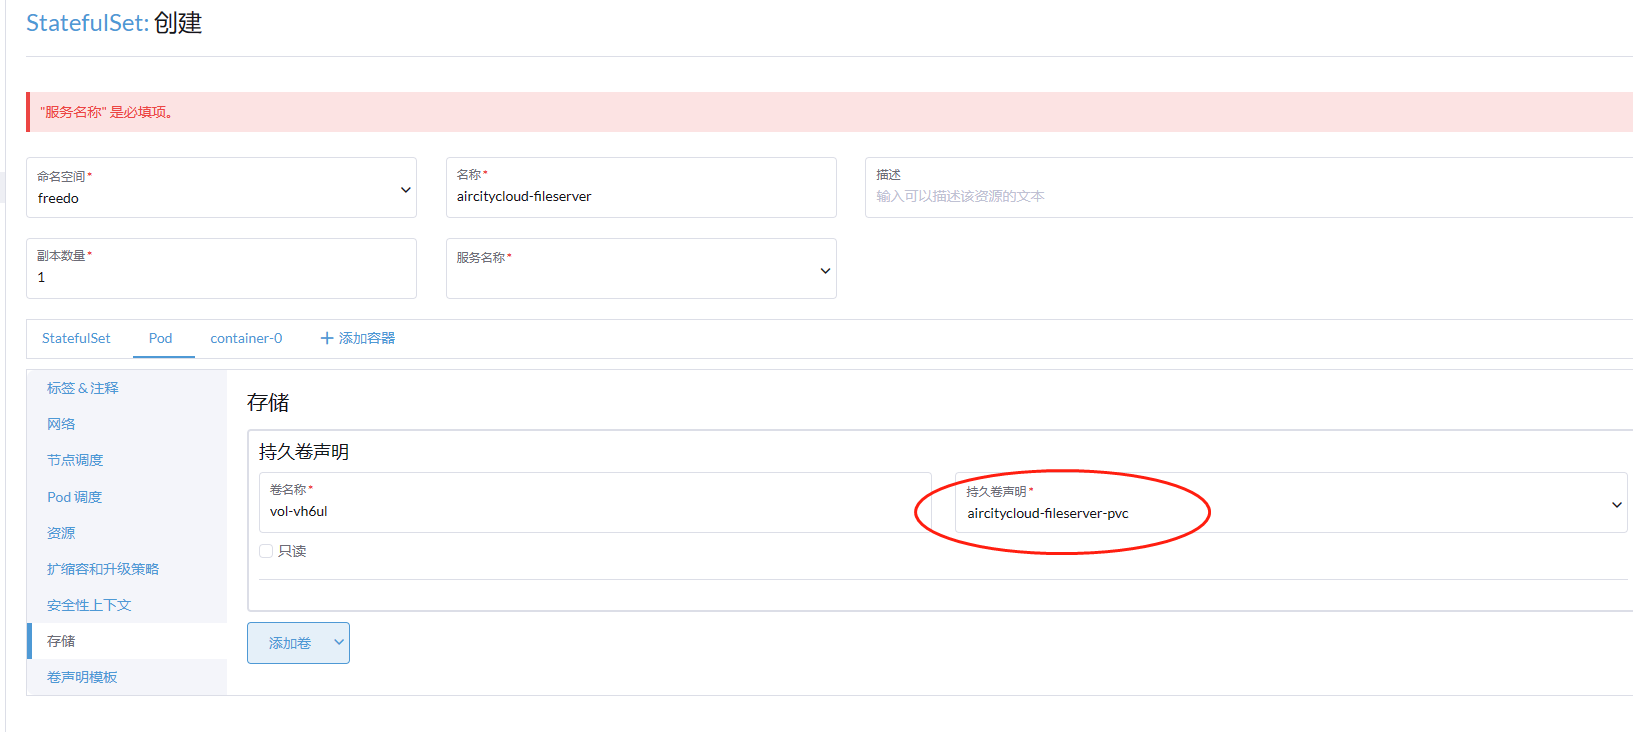 StatefulSet: 创建
"服务名称" 是必填项。
命名空间*
freedo
名称*
aircitycloud-fileserver
描述
输入可以描述该资源的文本
副本数量*
1
服务名称*
StatefulSet
Pod
container-0
+ 添加容器
标签 & 注释
网络
节点调度
Pod 调度
资源
扩缩容和升级策略
安全性上下文
存储
卷声明模板
存储
持久卷声明
卷名称*
vol-vh6ul
持久卷声明*
aircitycloud-fileserver-pvc
只读
添加卷